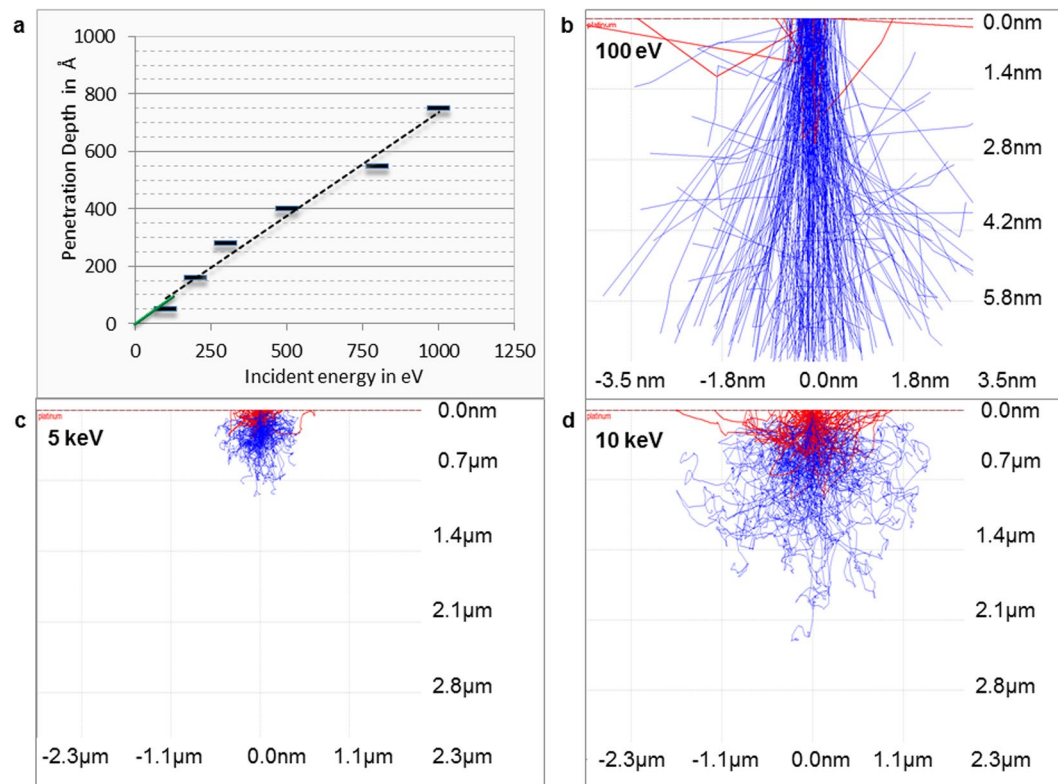 a
1000
800
600
400
200
0
Penetration Depth in Å
0 250 500 750 1000 1250
Incident energy in eV
b
platinum
100 eV
0.0nm
1.4nm
2.8nm
4.2nm
5.8nm
-3.5 nm -1.8nm 0.0nm 1.8nm 3.5nm
c
platinum
5 keV
0.0nm
0.7µm
1.4µm
2.1µm
2.8µm
-2.3µm -1.1µm 0.0nm 1.1µm 2.3µm
d
platinum
10 keV
0.0nm
0.7µm
1.4µm
2.1µm
2.8µm
-2.3µm -1.1µm 0.0nm 1.1µm 2.3µm